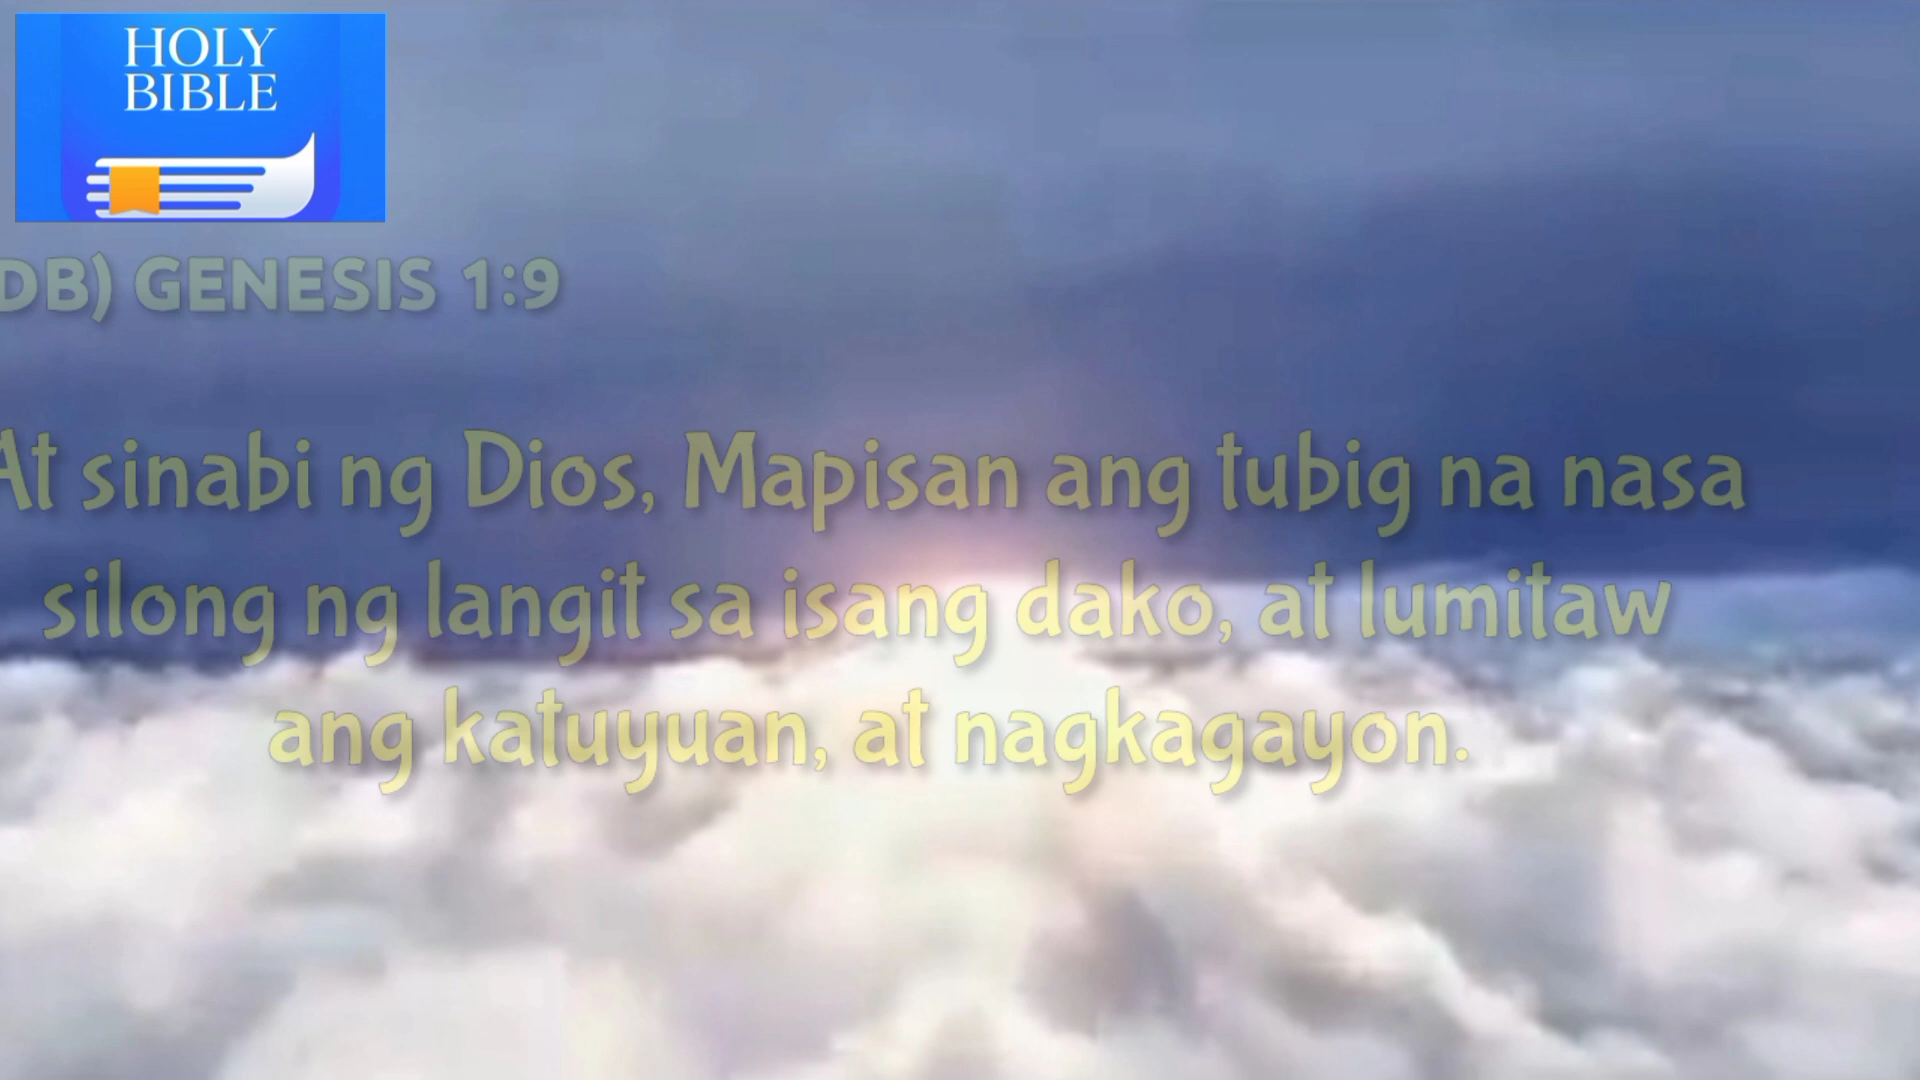 HOLY
BIBLE
DB) GENESIS 1:9
At sinabi ng Dios, Mapisan ang tubig na nasa
silong ng langit sa isang dako, at lumitaw
ang katuyuan, at nagkagayon.